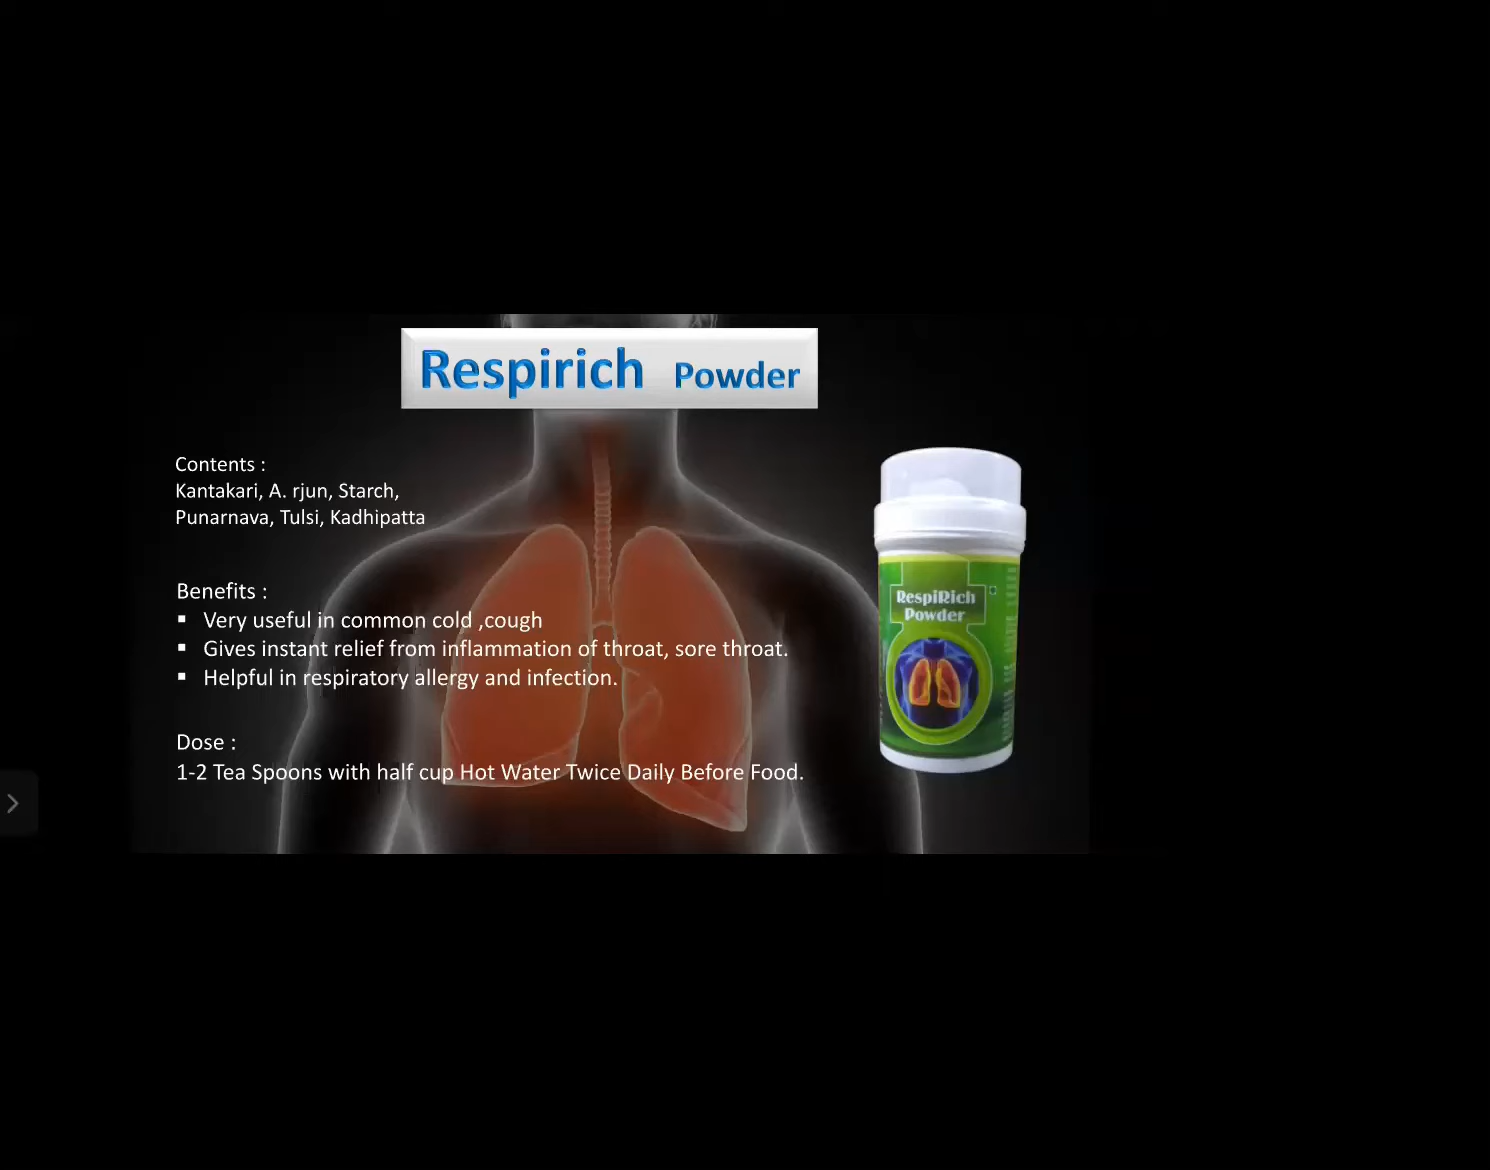 Respirich Powder
Contents :
Kantakari, A. rjun, Starch,
Punarnava, Tulsi, Kadhipatta
Benefits :
▪ Very useful in common cold ,cough
▪ Gives instant relief from inflammation of throat, sore throat.
▪ Helpful in respiratory allergy and infection.
Dose :
1-2 Tea Spoons with half cup Hot Water Twice Daily Before Food.
RespiRich
Powder